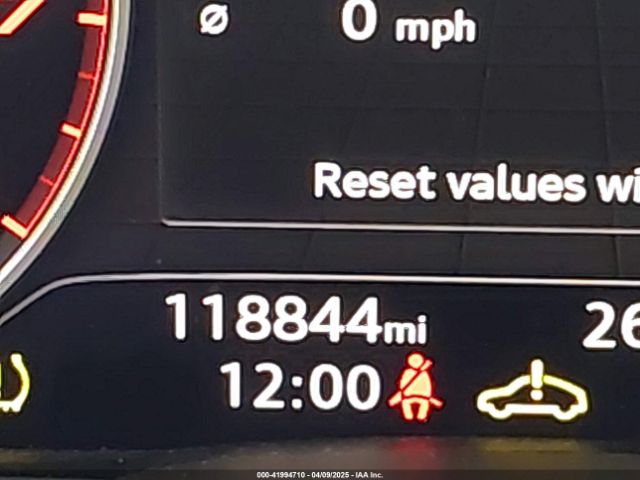 Ø 0 mph
Reset values wi
118844mi 26
12:00
000-41994710 - 04/09/2025 - IAA Inc.